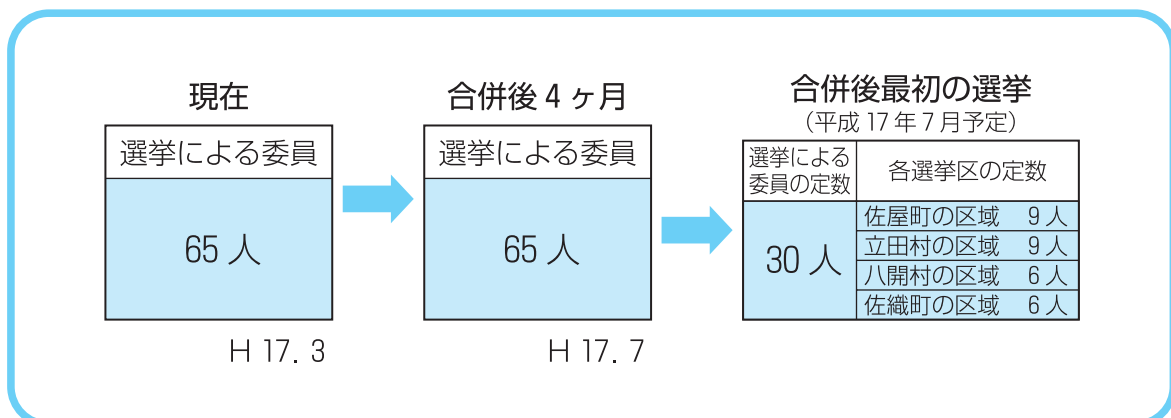 現在
選挙による委員
65 人
H 17. 3
合併後 4 ヶ月
選挙による委員
65 人
H 17. 7
合併後最初の選挙
(平成 17 年 7 月予定)
選挙による
委員の定数
各選挙区の定数
30 人
佐屋町の区域 9 人
立田村の区域 9 人
八開村の区域 6 人
佐織町の区域 6 人